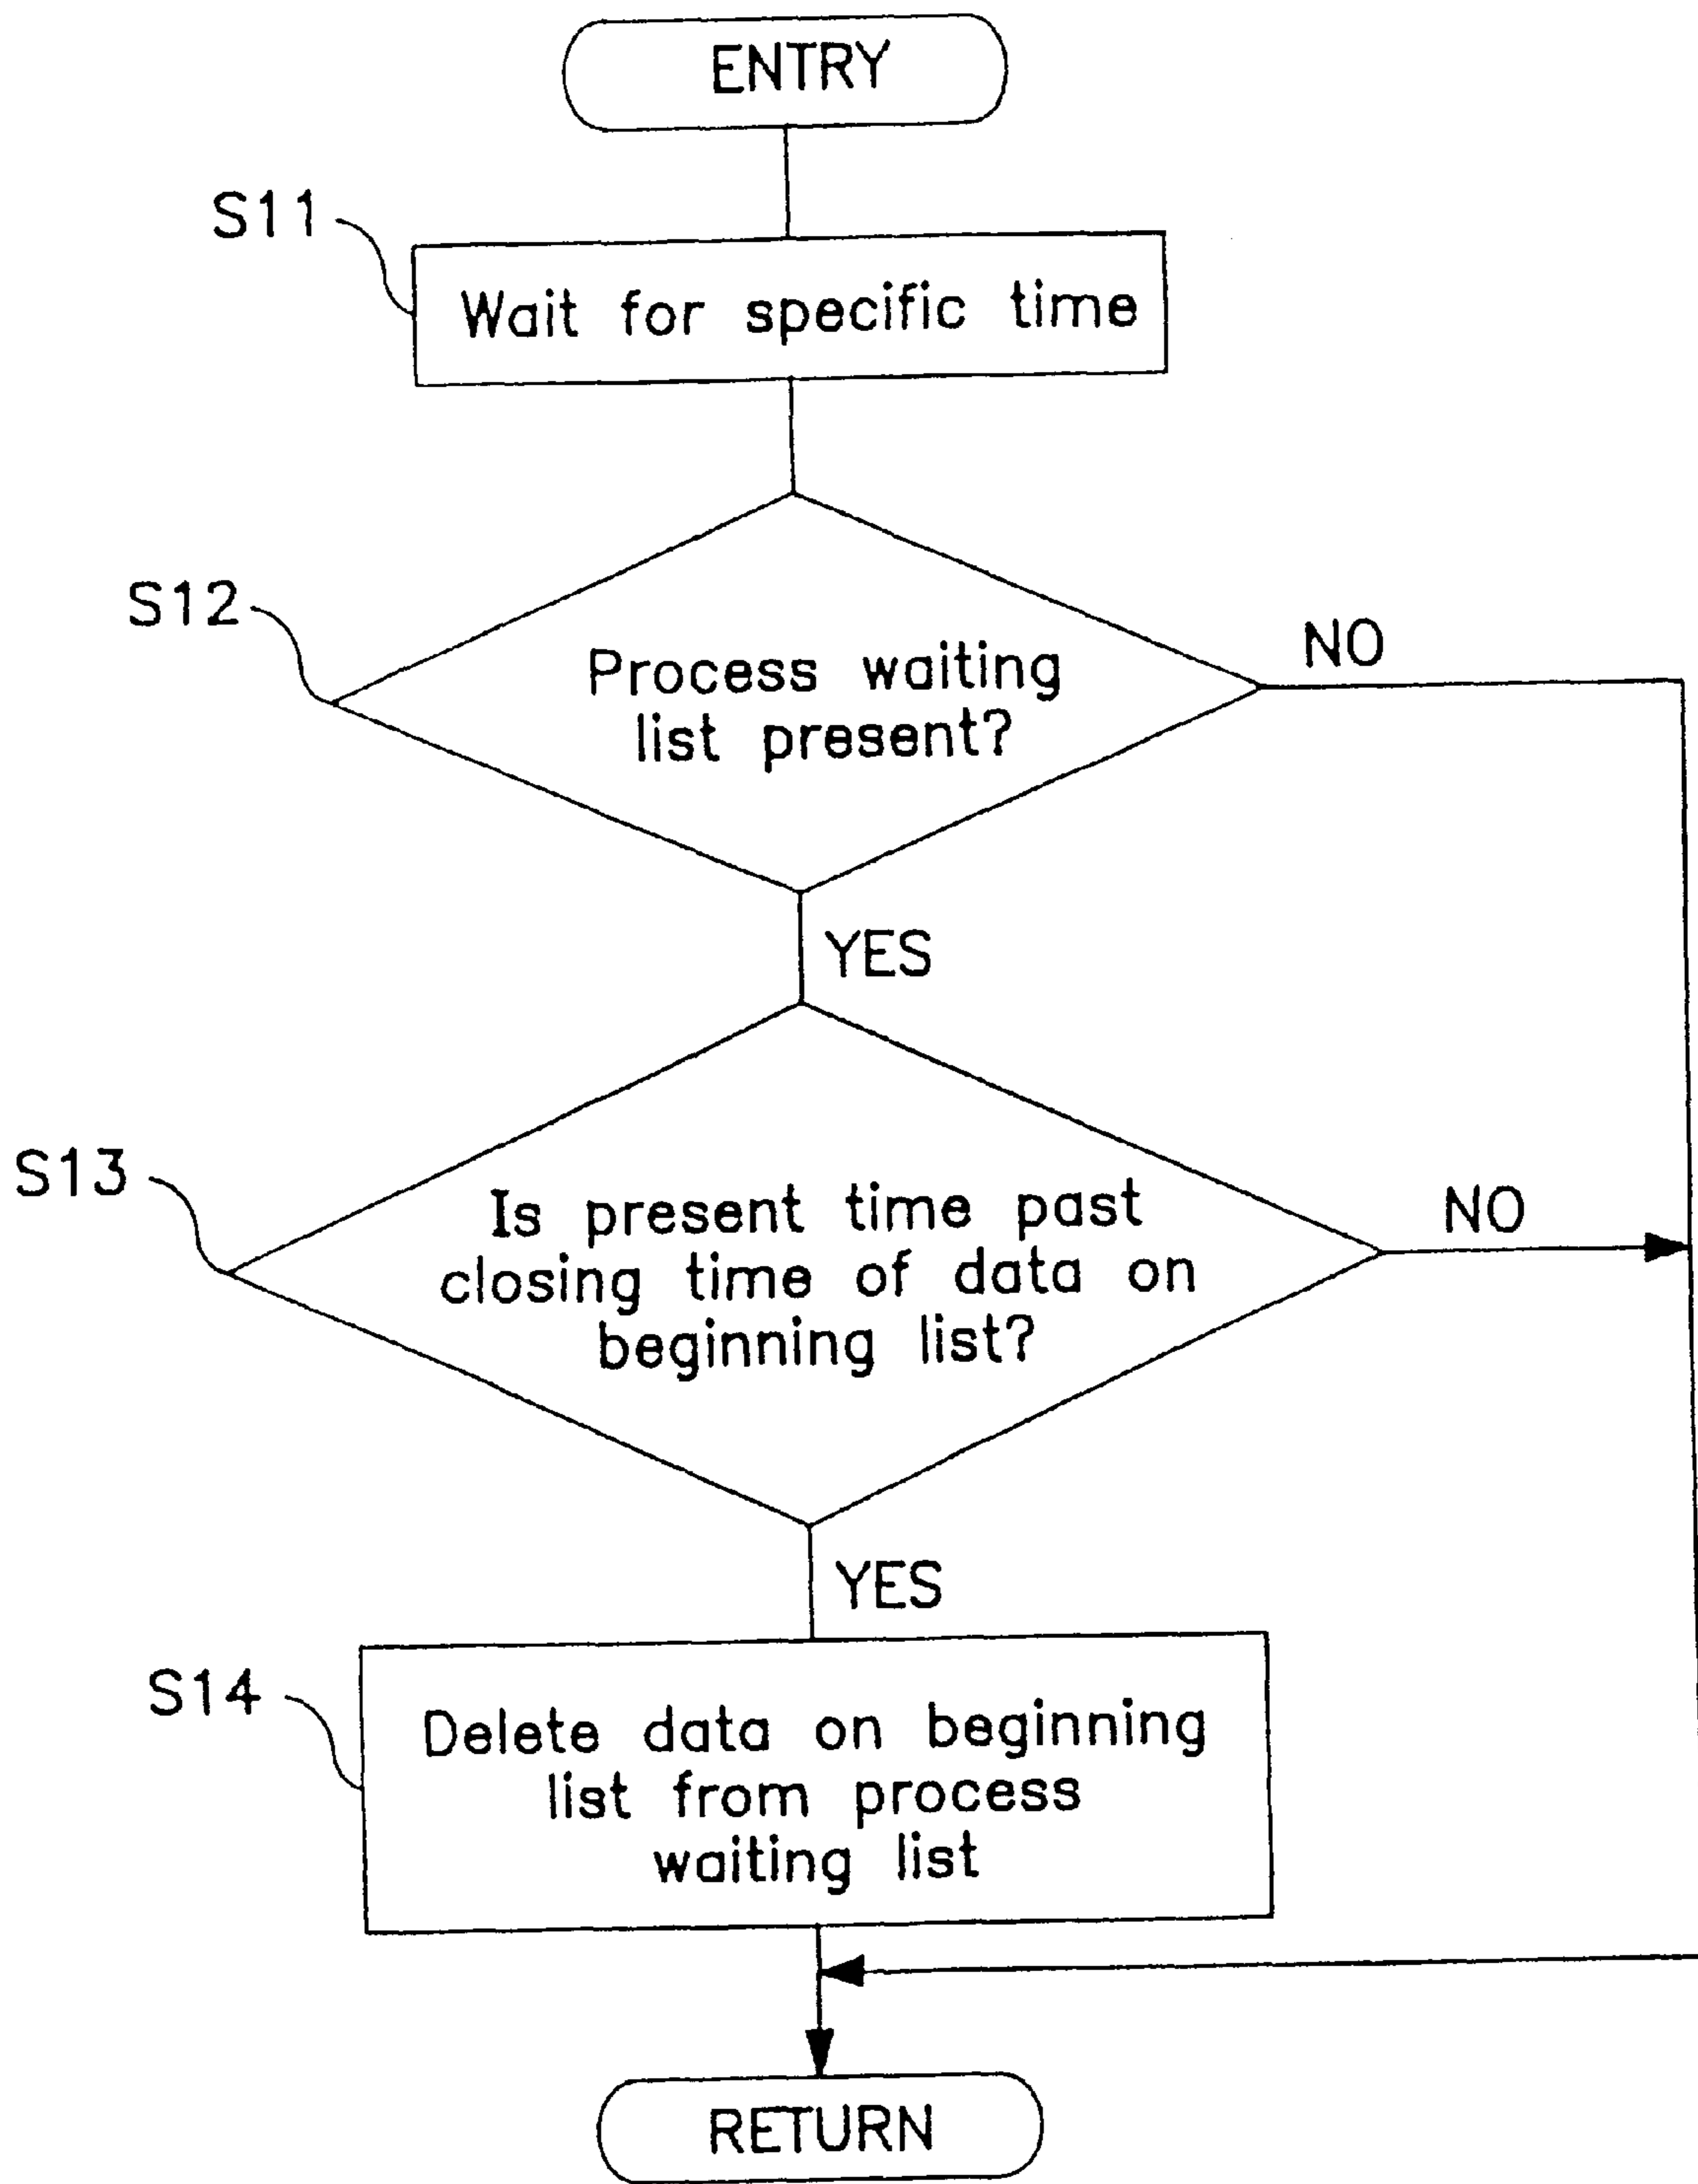 ENTRY
S11
Wait for specific time
S12
Process waiting
list present?
NO
YES
S13
Is present time past
closing time of data on
beginning list?
NO
YES
S14
Delete data on beginning
list from process
waiting list
RETURN